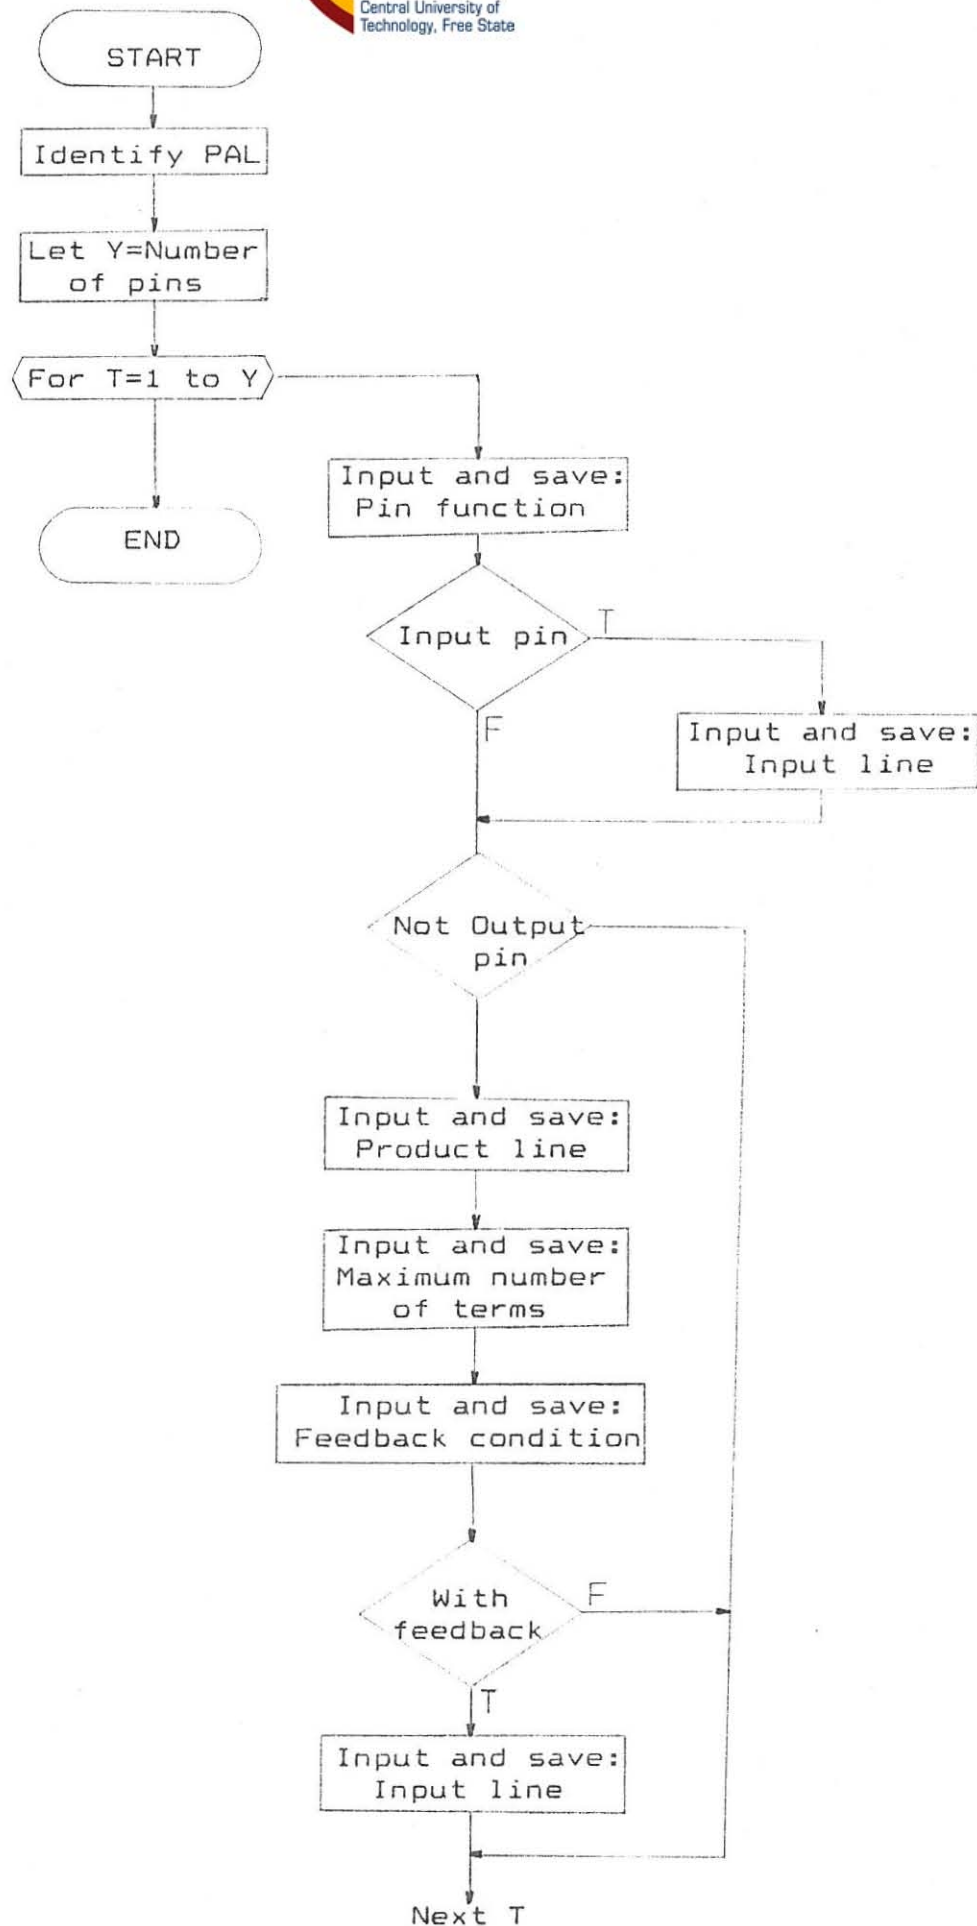 Central University of
Technology, Free State
START
Identify PAL
Let Y=Number
of pins
For T=1 to Y
END
Input and save:
Pin function
Input pin
T
F
Input and save:
Input line
Not Output
pin
Input and save:
Product line
Input and save:
Maximum number
of terms
Input and save:
Feedback condition
With
feedback
F
T
Input and save:
Input line
Next T